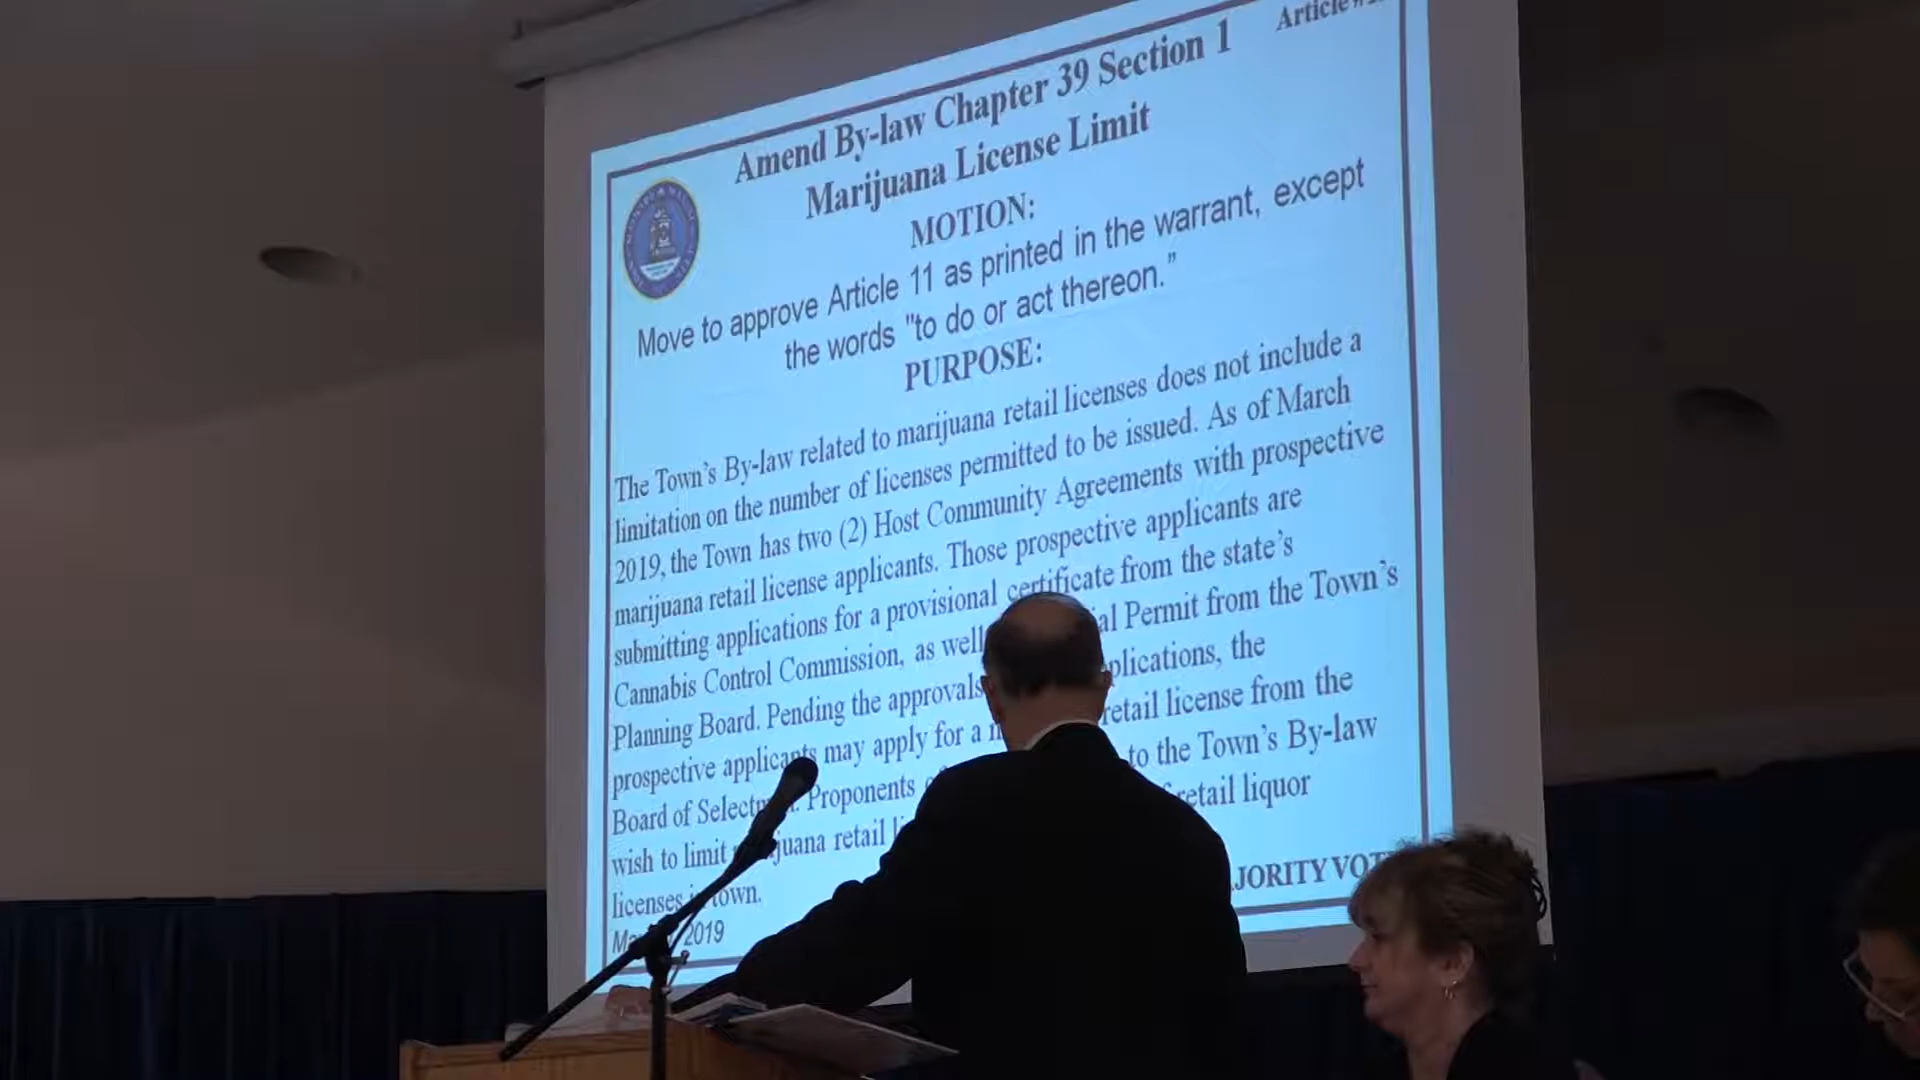 Article
Amend By-law Chapter 39 Section 1
Marijuana License Limit
MOTION:
Move to approve Article 11 as printed in the warrant, except
the words "to do or act thereon.”
PURPOSE:
The Town’s By-law related to marijuana retail licenses does not include a
limitation on the number of licenses permitted to be issued. As of March
2019, the Town has two (2) Host Community Agreements with prospective
marijuana retail license applicants. Those prospective applicants are
submitting applications for a provisional certificate from the state’s
Cannabis Control Commission, as well Permit from the Town’s
Planning Board. Pending the approvals the
prospective applicants may apply for a retail license from the
Board of Proponents to the Town’s By-law
wish to limit retail retail liquor
licenses town.
2019